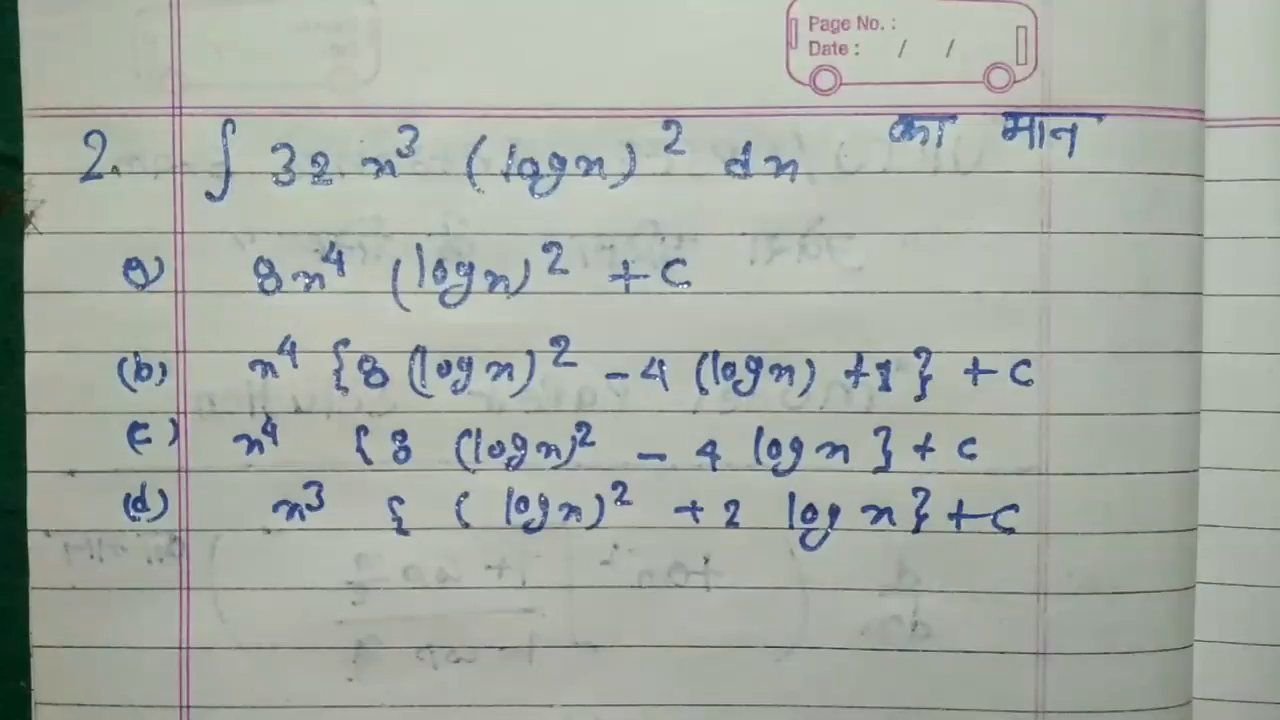 Page No. :
Date : / /
2. ∫ 32 x³ (log x)² dx का मान
a) 8x⁴ (log x)² + C
(b) x⁴ {8 (log x)² - 4 (log x) + 1} + C
(c) x⁴ {8 (log x)² - 4 log x} + C
(d) x³ { ( log x)² + 2 log x} + C